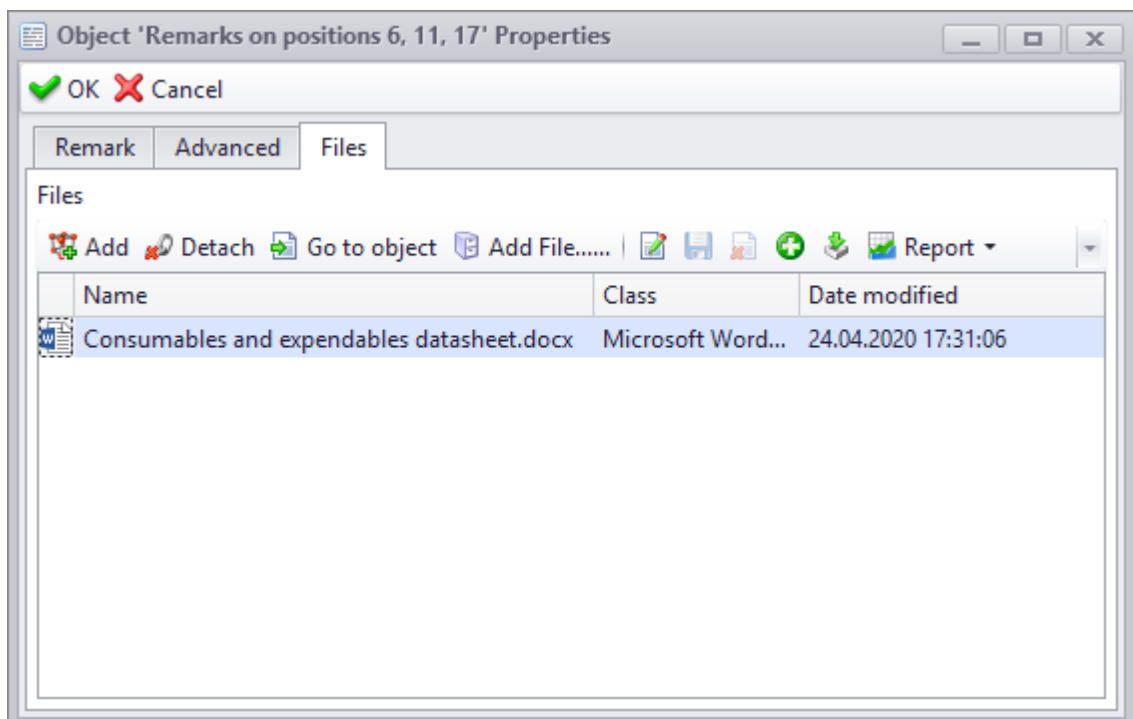 Object 'Remarks on positions 6, 11, 17' Properties
OK Cancel
Remark Advanced Files
Files
Add Detach Go to object Add File...... Report
Name Class Date modified
Consumables and expendables datasheet.docx Microsoft Word... 24.04.2020 17:31:06